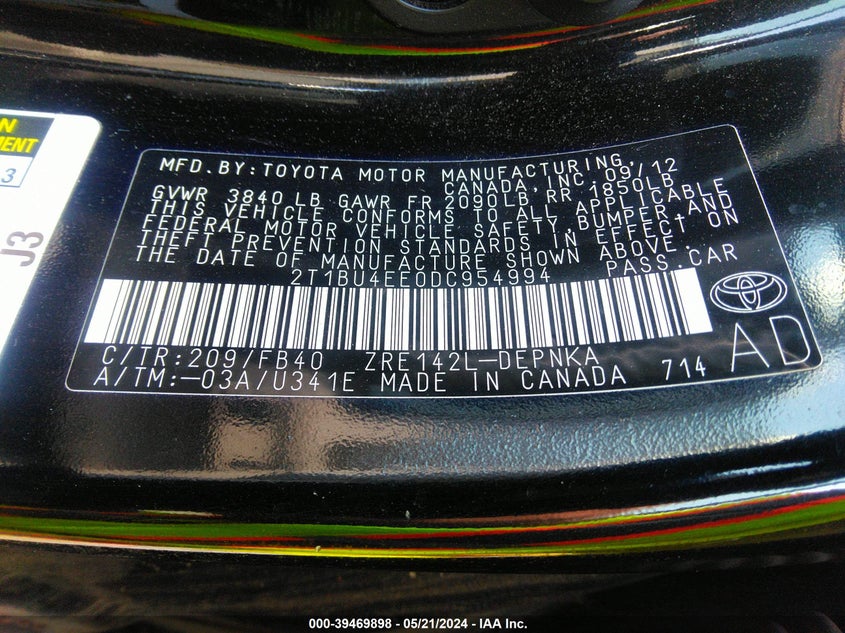 N
MENT
3
J3
MFD. BY: TOYOTA MOTOR MANUFACTURING,
CANADA, INC. 09/12
GVWR 3840 LB GAWR FR 2090LB RR 1850LB
THIS VEHICLE CONFORMS TO ALL APPLICABLE
FEDERAL MOTOR VEHICLE SAFETY, BUMPER, AND
THEFT PREVENTION STANDARDS IN EFFECT ON
THE DATE OF MANUFACTURE SHOWN ABOVE.
2T1BU4EE0DC954994 PASS. CAR
C/TR: 209/FB40 ZRE142L-DEPNKA
A/TM: -03A/U341E MADE IN CANADA 714
AD
000-39469898 — 05/21/2024 — IAA Inc.